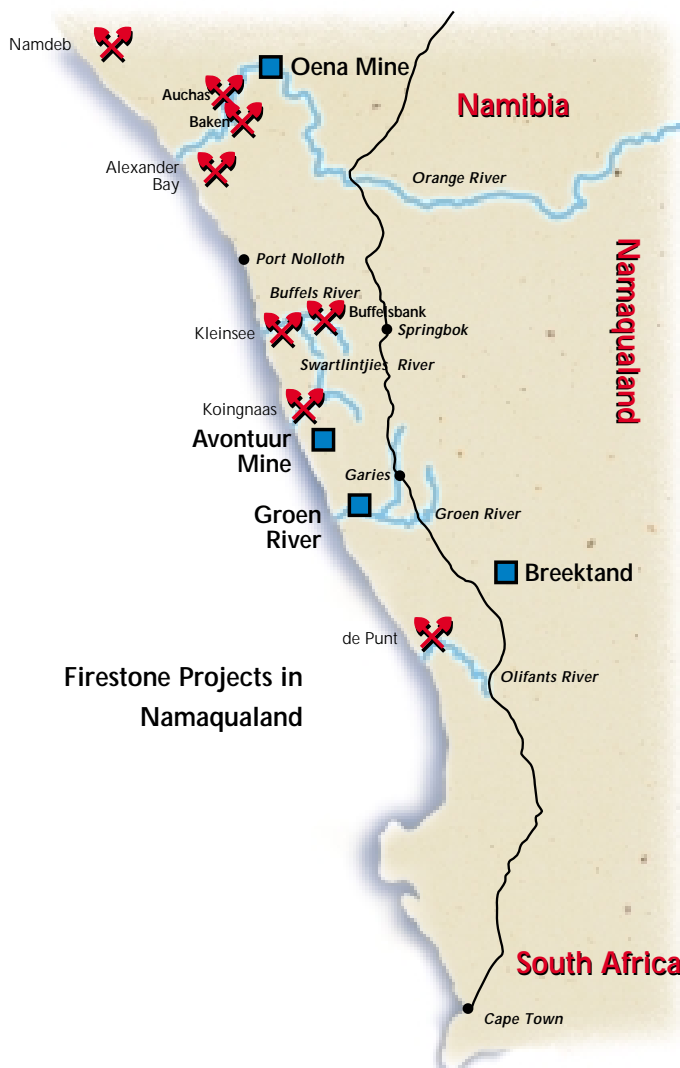 Namdeb
Oena Mine
Auchas
Namibia
Baken
Alexander
Bay
Orange River
Port Nolloth
Namaqualand
Buffels River
Buffelsbank
Kleinsee
Springbok
Swartlintjies River
Koingnaas
Avontuur
Mine
Garies
Groen
River
Groen River
Breektand
de Punt
Firestone Projects in
Namaqualand
Olifants River
South Africa
Cape Town